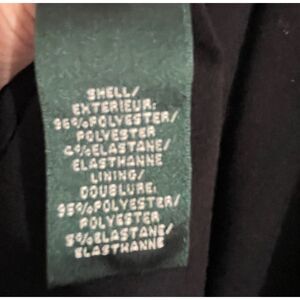 SHELL/
EXTERIEUR:
96%POLYESTER/
POLYESTER
4%ELASTANE/
ELASTHANNE
LINING/
DOUBLURE:
95%POLYESTER/
POLYESTER
5%ELASTANE/
ELASTHANNE